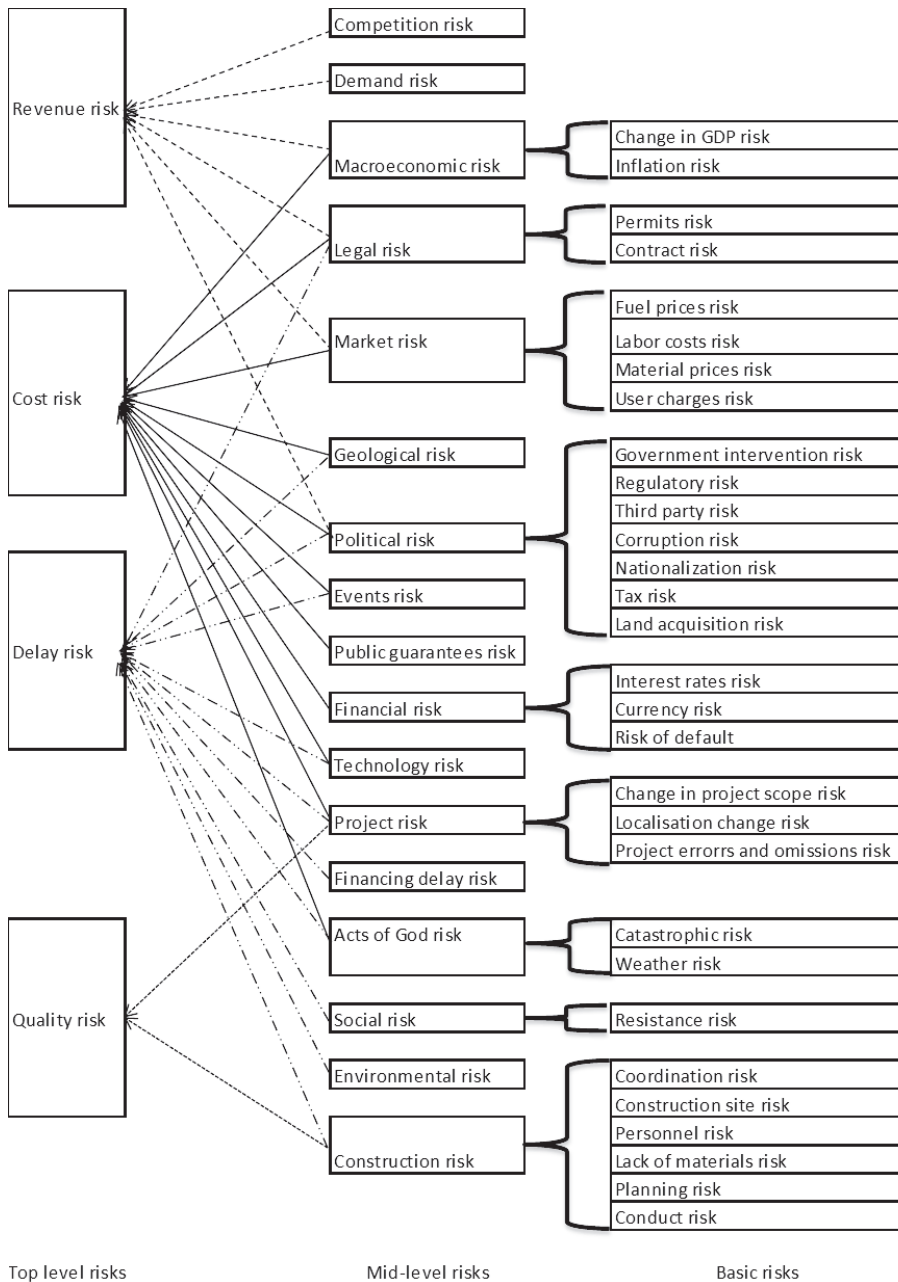 Revenue risk
Cost risk
Delay risk
Quality risk
Top level risks
Competition risk
Demand risk
Macroeconomic risk
Legal risk
Market risk
Geological risk
Political risk
Events risk
Public guarantees risk
Financial risk
Technology risk
Project risk
Financing delay risk
Acts of God risk
Social risk
Environmental risk
Construction risk
Mid-level risks
Change in GDP risk
Inflation risk
Permits risk
Contract risk
Fuel prices risk
Labor costs risk
Material prices risk
User charges risk
Government intervention risk
Regulatory risk
Third party risk
Corruption risk
Nationalization risk
Tax risk
Land acquisition risk
Interest rates risk
Currency risk
Risk of default
Change in project scope risk
Localisation change risk
Project errorrs and omissions risk
Catastrophic risk
Weather risk
Resistance risk
Coordination risk
Construction site risk
Personnel risk
Lack of materials risk
Planning risk
Conduct risk
Basic risks